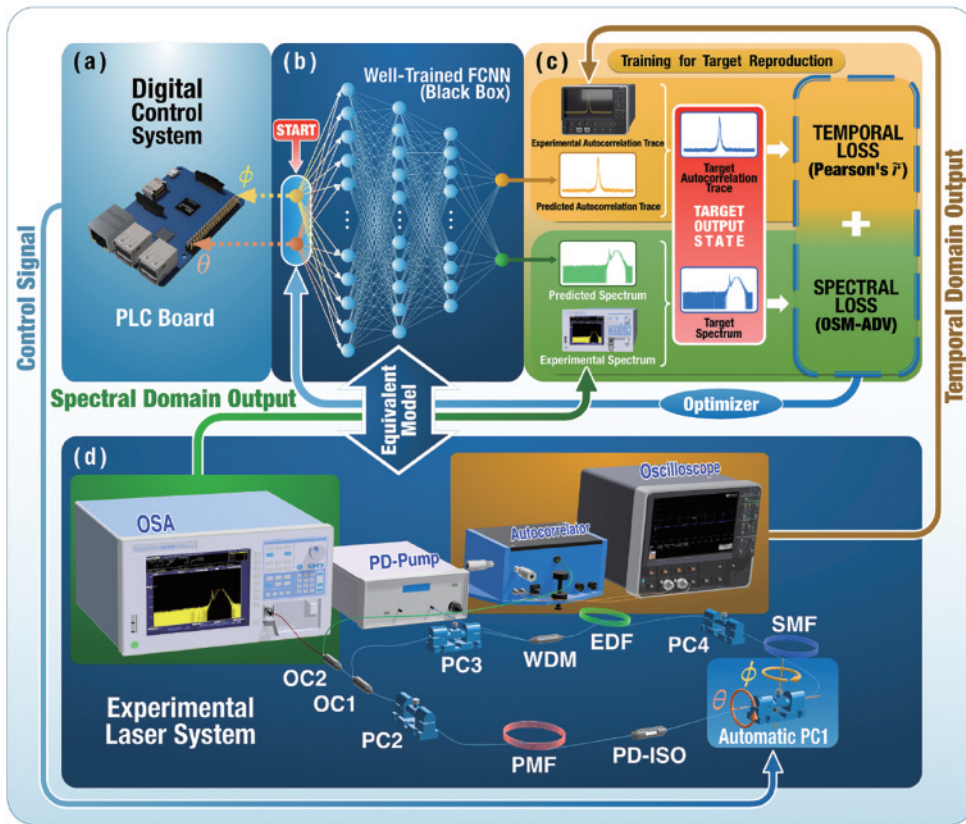 (a)
Digital
Control
System
ϕ
θ
PLC Board
(b)
Well-Trained FCNN
(Black Box)
START
(c)
Training for Target Reproduction
Experimental Autocorrelation Trace
Predicted Autocorrelation Trace
Target
Autocorrelation
Trace
TARGET
OUTPUT
STATE
Predicted Spectrum
Experimental Spectrum
Target
Spectrum
TEMPORAL
LOSS
(Pearson's r̃)
+
SPECTRAL
LOSS
(OSM-ADV)
Control Signal
Temporal Domain Output
Spectral Domain Output
Equivalent
Model
Optimizer
(d)
OSA
PD-Pump
Autocorrelator
Oscilloscope
OC2
OC1
PC3
WDM
EDF
PC4
SMF
PC2
PMF
PD-ISO
ϕ
θ
Automatic PC1
Experimental
Laser System